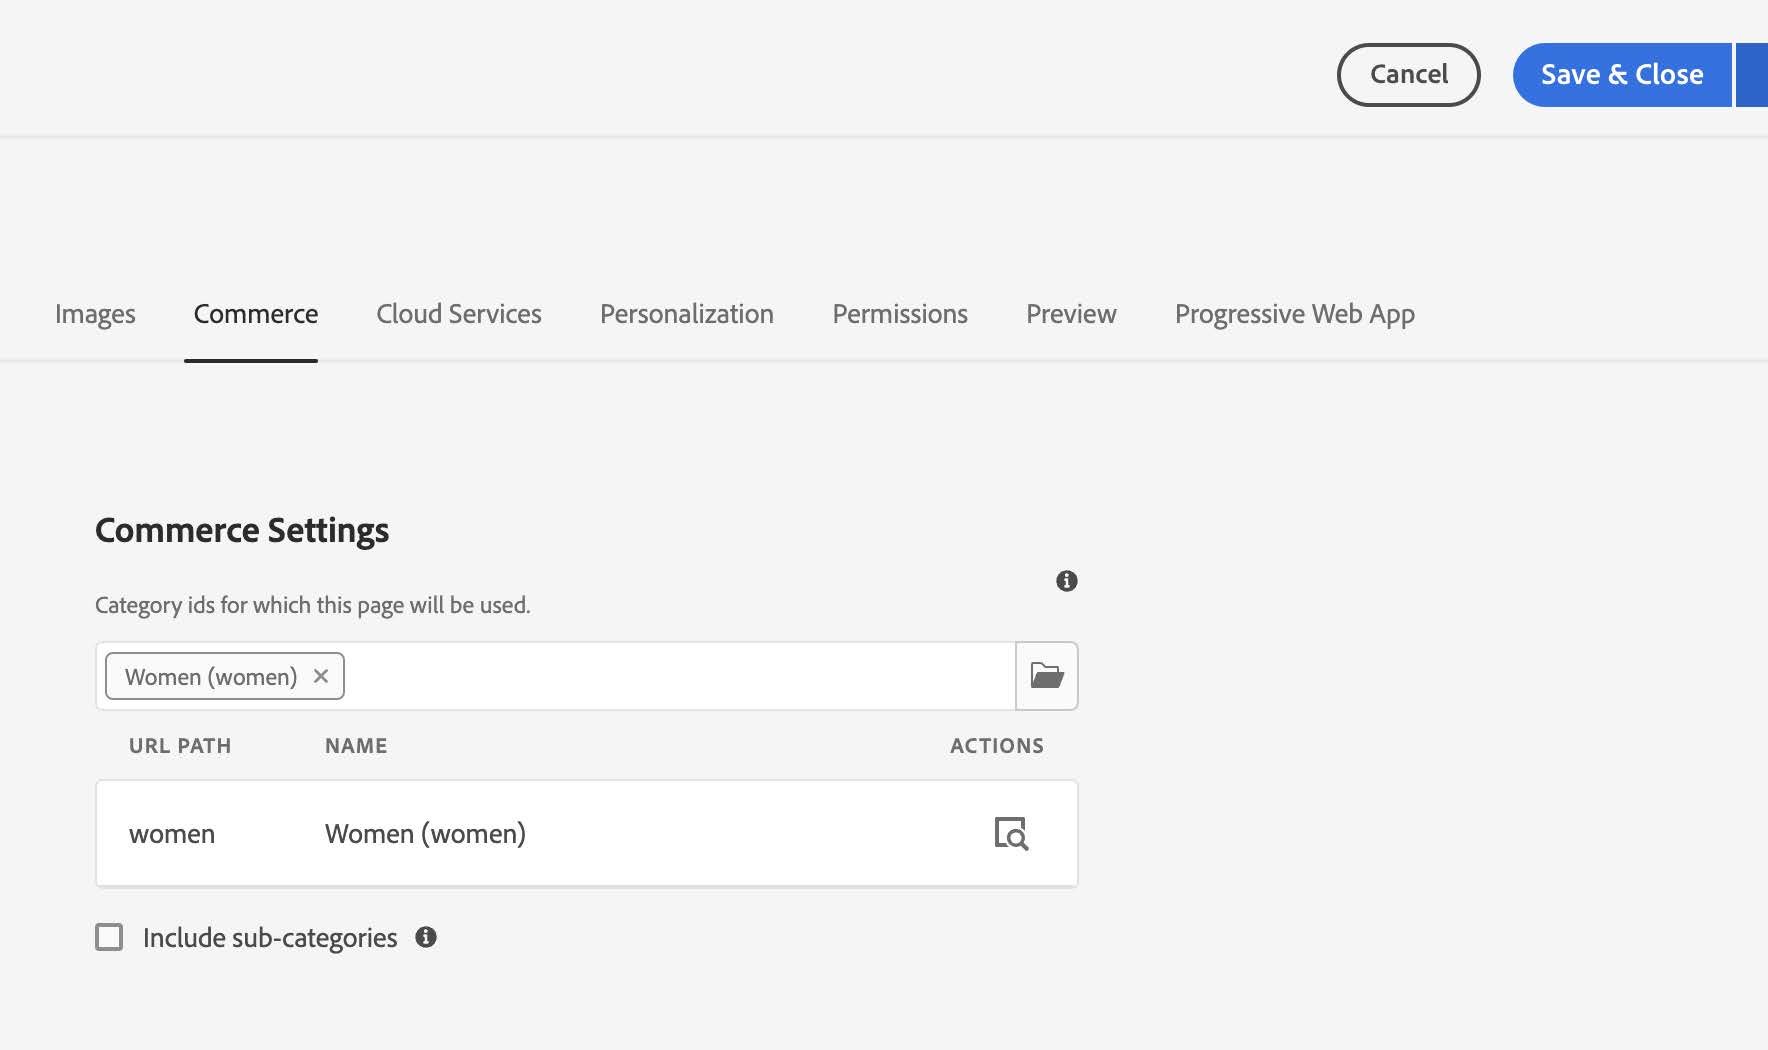 Cancel Save & Close
Images Commerce Cloud Services Personalization Permissions Preview Progressive Web App
Commerce Settings
Category ids for which this page will be used.
Women (women)
URL PATH NAME ACTIONS
women Women (women)
Include sub-categories